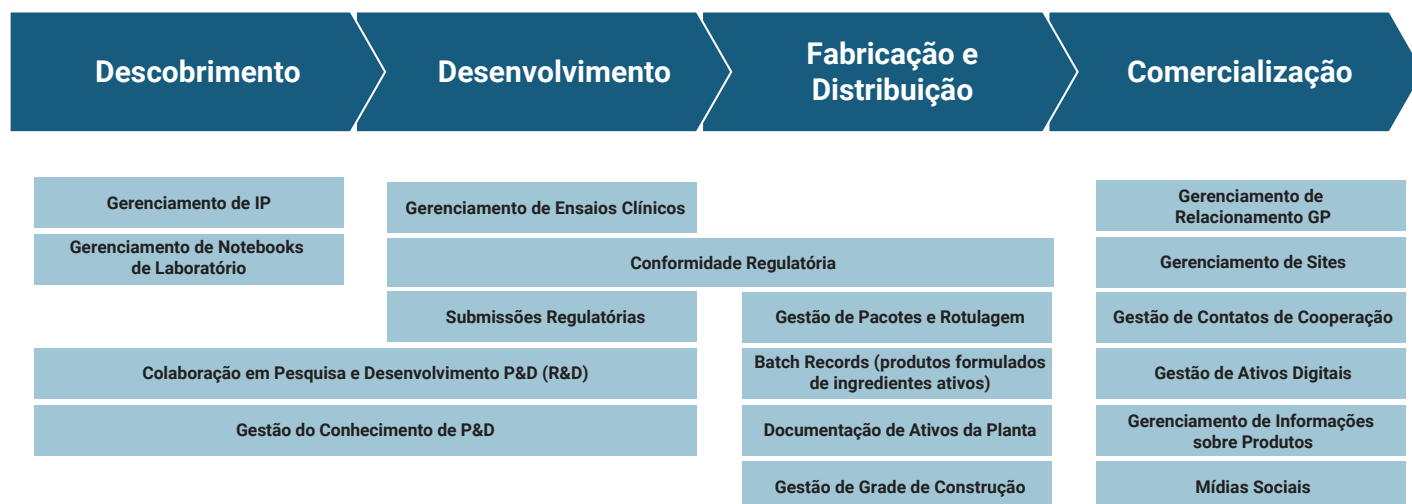 Descobrimento
Desenvolvimento
Fabricação e
Distribuição
Comercialização
Gerenciamento de IP
Gerenciamento de Notebooks
de Laboratório
Gerenciamento de Ensaios Clínicos
Conformidade Regulatória
Submissões Regulatórias
Colaboração em Pesquisa e Desenvolvimento P&D (R&D)
Gestão do Conhecimento de P&D
Gestão de Pacotes e Rotulagem
Batch Records (produtos formulados
de ingredientes ativos)
Documentação de Ativos da Planta
Gestão de Grade de Construção
Gerenciamento de
Relacionamento GP
Gerenciamento de Sites
Gestão de Contatos de Cooperação
Gestão de Ativos Digitais
Gerenciamento de Informações
sobre Produtos
Mídias Sociais